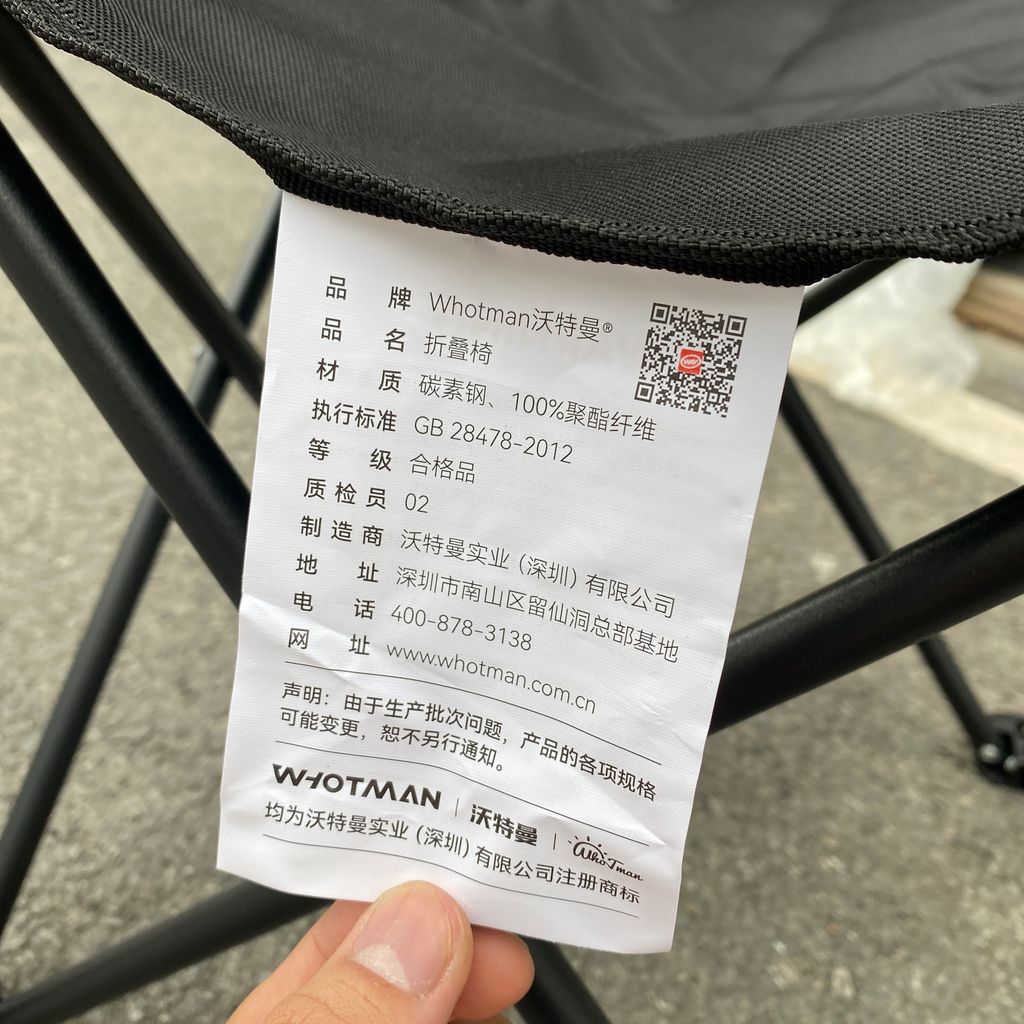 品牌 Whotman沃特曼®
品名 折叠椅
材质 碳素钢、100%聚酯纤维
执行标准 GB 28478-2012
等级 合格品
质检员 02
制造商 沃特曼实业（深圳）有限公司
地址 深圳市南山区留仙洞总部基地
电话 400-878-3138
网址 www.whotman.com.cn
声明：由于生产批次问题，产品的各项规格
可能变更，恕不另行通知。
WHOTMAN | 沃特曼 | WhoTman
均为沃特曼实业（深圳）有限公司注册商标